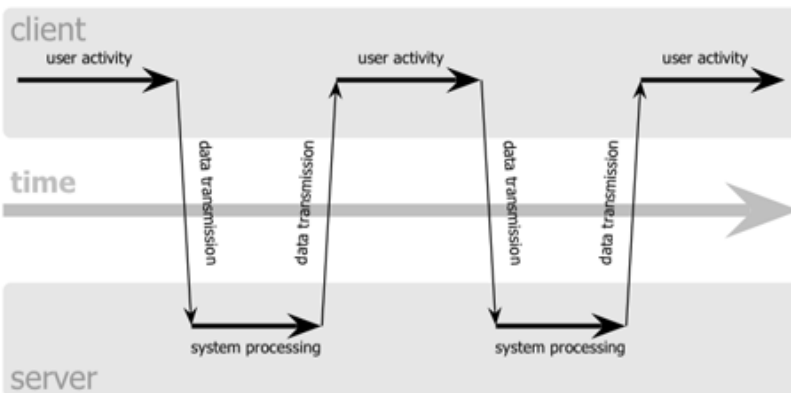 client
user activity
user activity
user activity
data transmission
data transmission
data transmission
data transmission
time
system processing
system processing
server